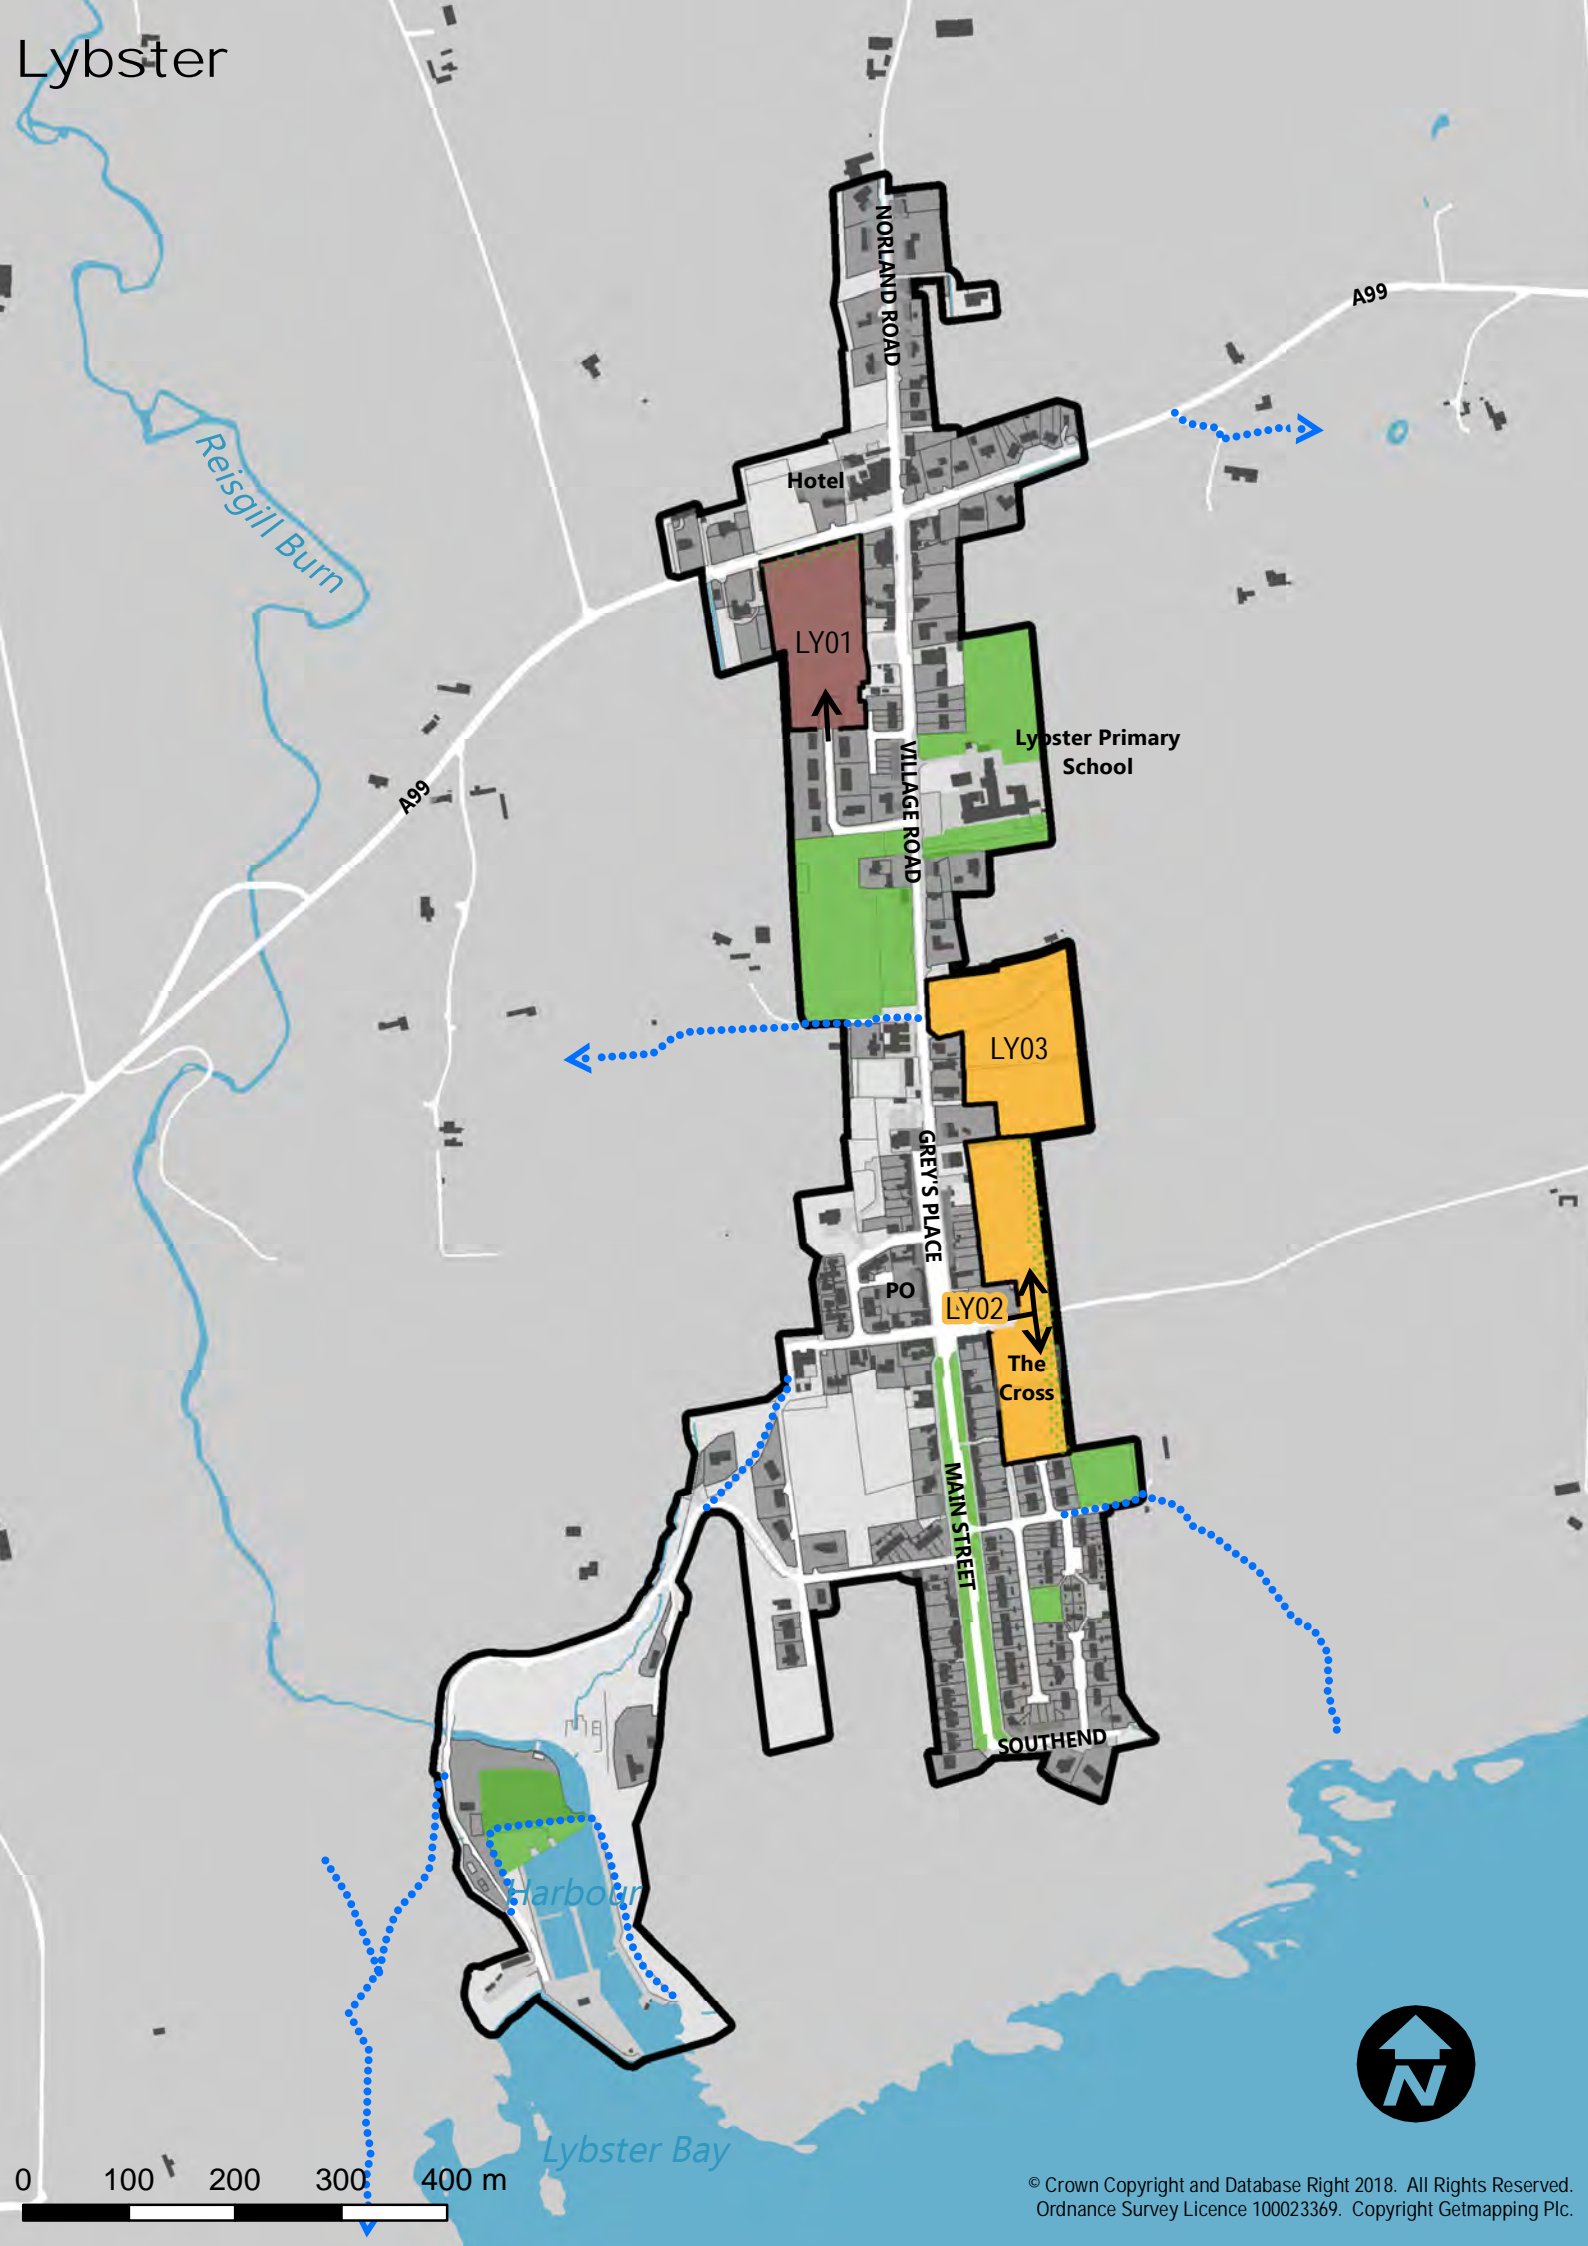 Lybster
NORLAND ROAD
A99
Hotel
Reisgill Burn
LY01
Lybster Primary
School
VILLAGE ROAD
A99
LY03
GREY'S PLACE
PO
LY02
The
Cross
MAIN STREET
SOUTHEND
Harbour
N
Lybster Bay
0 100 200 300 400 m
© Crown Copyright and Database Right 2018. All Rights Reserved.
Ordnance Survey Licence 100023369. Copyright Getmapping Plc.